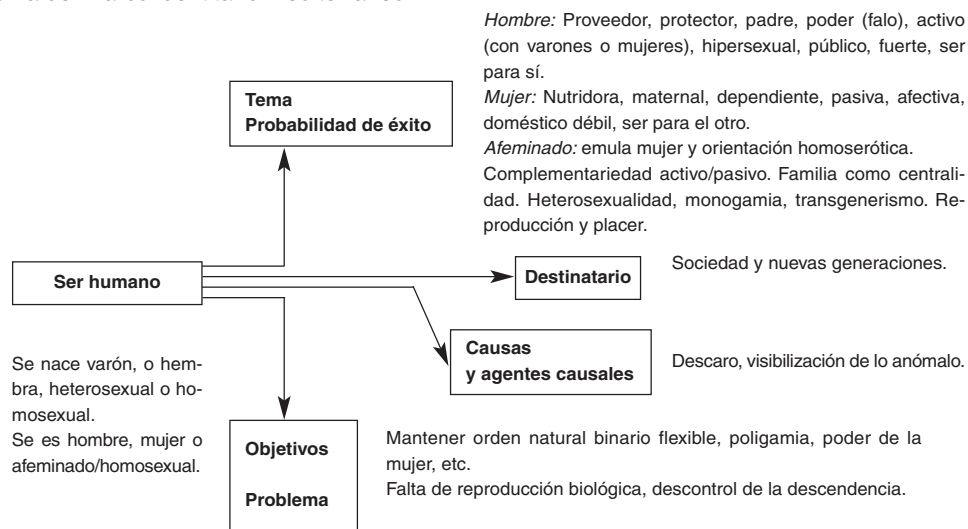 Hombre: Proveedor, protector, padre, poder (falo), activo
(con varones o mujeres), hipersexual, público, fuerte, ser
para sí.
Mujer: Nutridora, maternal, dependiente, pasiva, afectiva,
doméstico débil, ser para el otro.
Afeminado: emula mujer y orientación homoserótica.
Complementariedad activo/pasivo. Familia como centrali-
dad. Heterosexualidad, monogamia, transgenerismo. Re-
producción y placer.
Tema
Probabilidad de éxito
Ser humano
Destinatario
Sociedad y nuevas generaciones.
Causas
y agentes causales
Descaro, visibilización de lo anómalo.
Se nace varón, o hem-
bra, heterosexual o ho-
mosexual.
Se es hombre, mujer o
afeminado/homosexual.
Objetivos
Problema
Mantener orden natural binario flexible, poligamia, poder de la
mujer, etc.
Falta de reproducción biológica, descontrol de la descendencia.